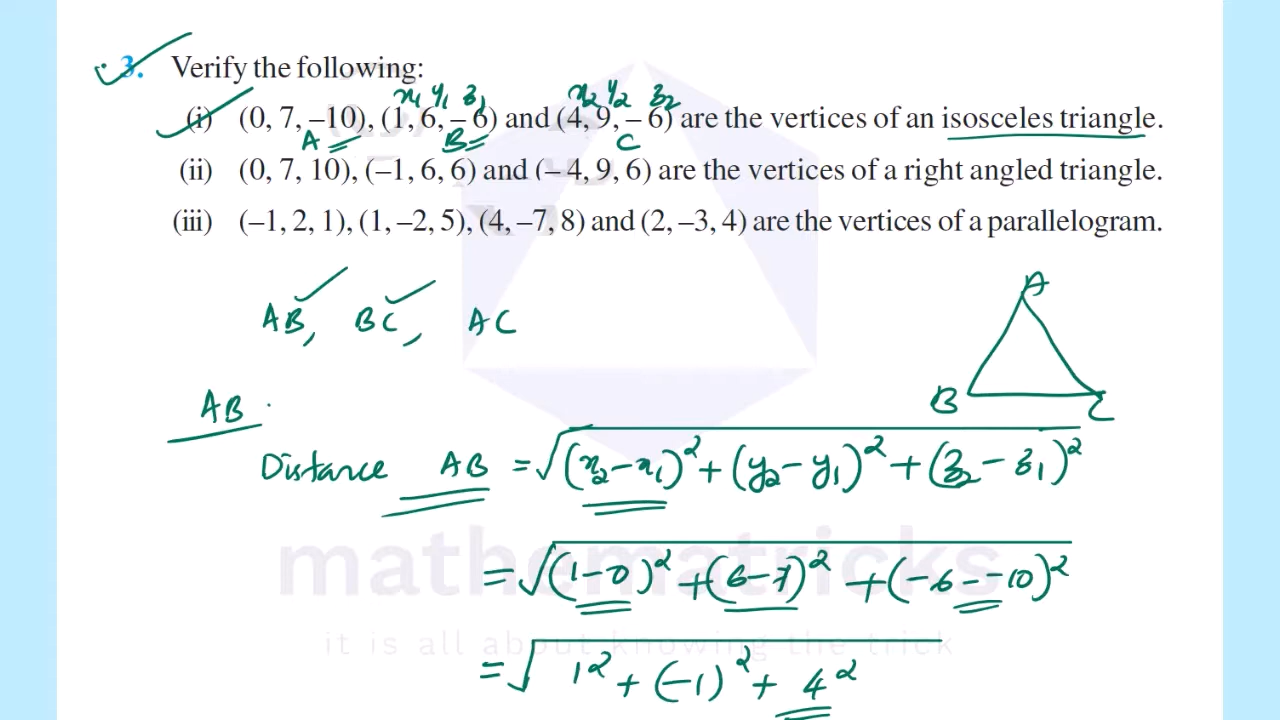 3. Verify the following:
x₁ y₁ z₁ x₂ y₂ z₂
(i) (0, 7, –10), (1, 6, – 6) and (4, 9, – 6) are the vertices of an isosceles triangle.
A B C
(ii) (0, 7, 10), (–1, 6, 6) and (– 4, 9, 6) are the vertices of a right angled triangle.
(iii) (–1, 2, 1), (1, –2, 5), (4, –7, 8) and (2, –3, 4) are the vertices of a parallelogram.
A
AB, BC, AC
B C
AB
Distance AB = √(x₂ – x₁)² + (y₂ – y₁)² + (z₂ – z₁)²
mathematricks
= √(1–0)² + (6–7)² + (–6 – –10)²
it is all about knowing the trick
= √1² + (–1)² + 4²